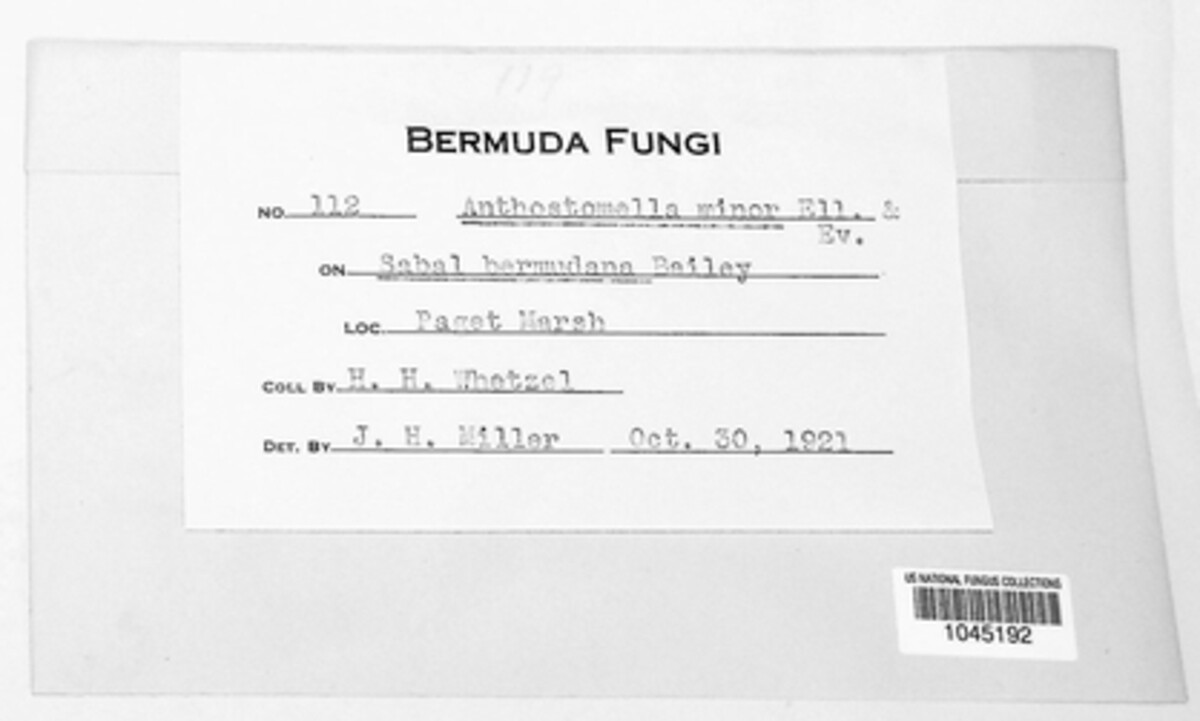 119
BERMUDA FUNGI
NO. 112 Anthostomella minor Ell. &
Ev.
ON Sabal bermudana Bailey
LOC. Paget Marsh
COLL BY H. H. Whetzel
DET. BY J. H. Miller Oct. 30, 1921
US NATIONAL FUNGUS COLLECTIONS
1045192